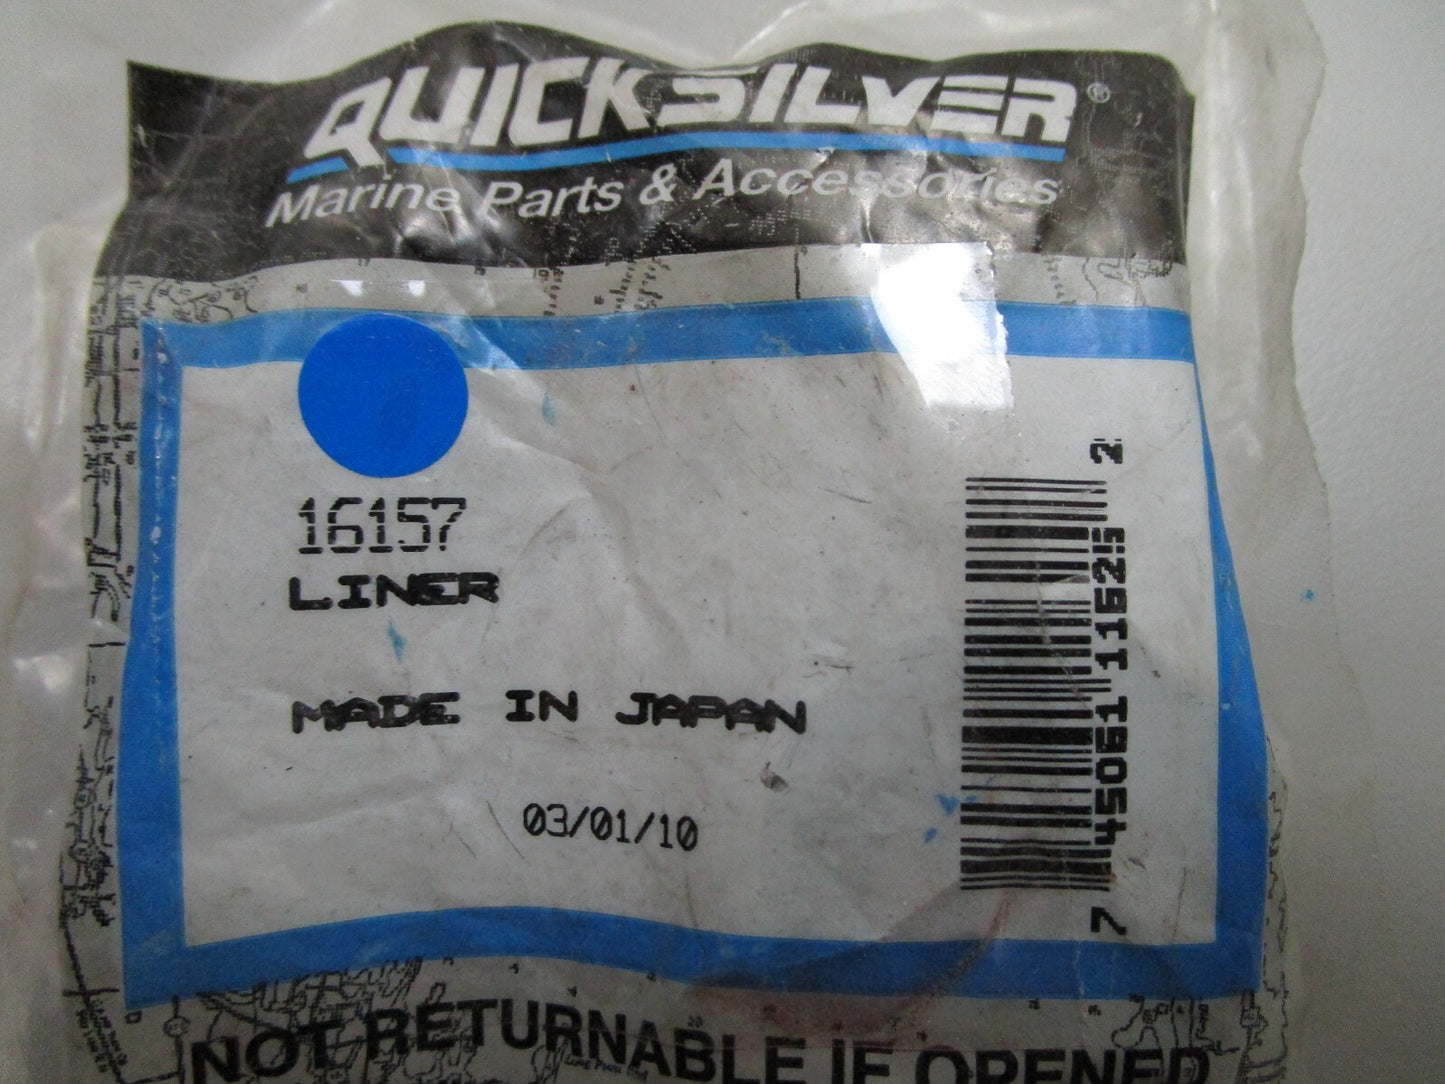 QUICKSILVER®
Marine Parts & Accessories
16157
LINER
MADE IN JAPAN
03/01/10
7 45061 11652 2
NOT RETURNABLE IF OPENED